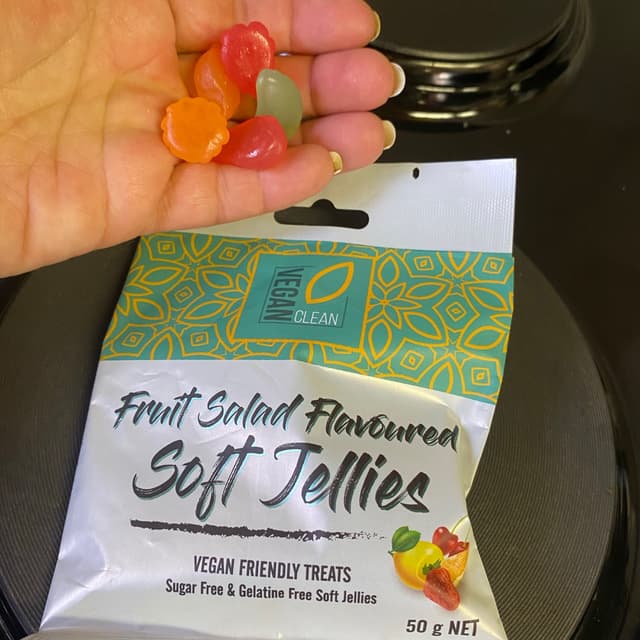 VEGAN
CLEAN
Fruit Salad Flavoured
Soft Jellies
VEGAN FRIENDLY TREATS
Sugar Free & Gelatine Free Soft Jellies
50 g NET